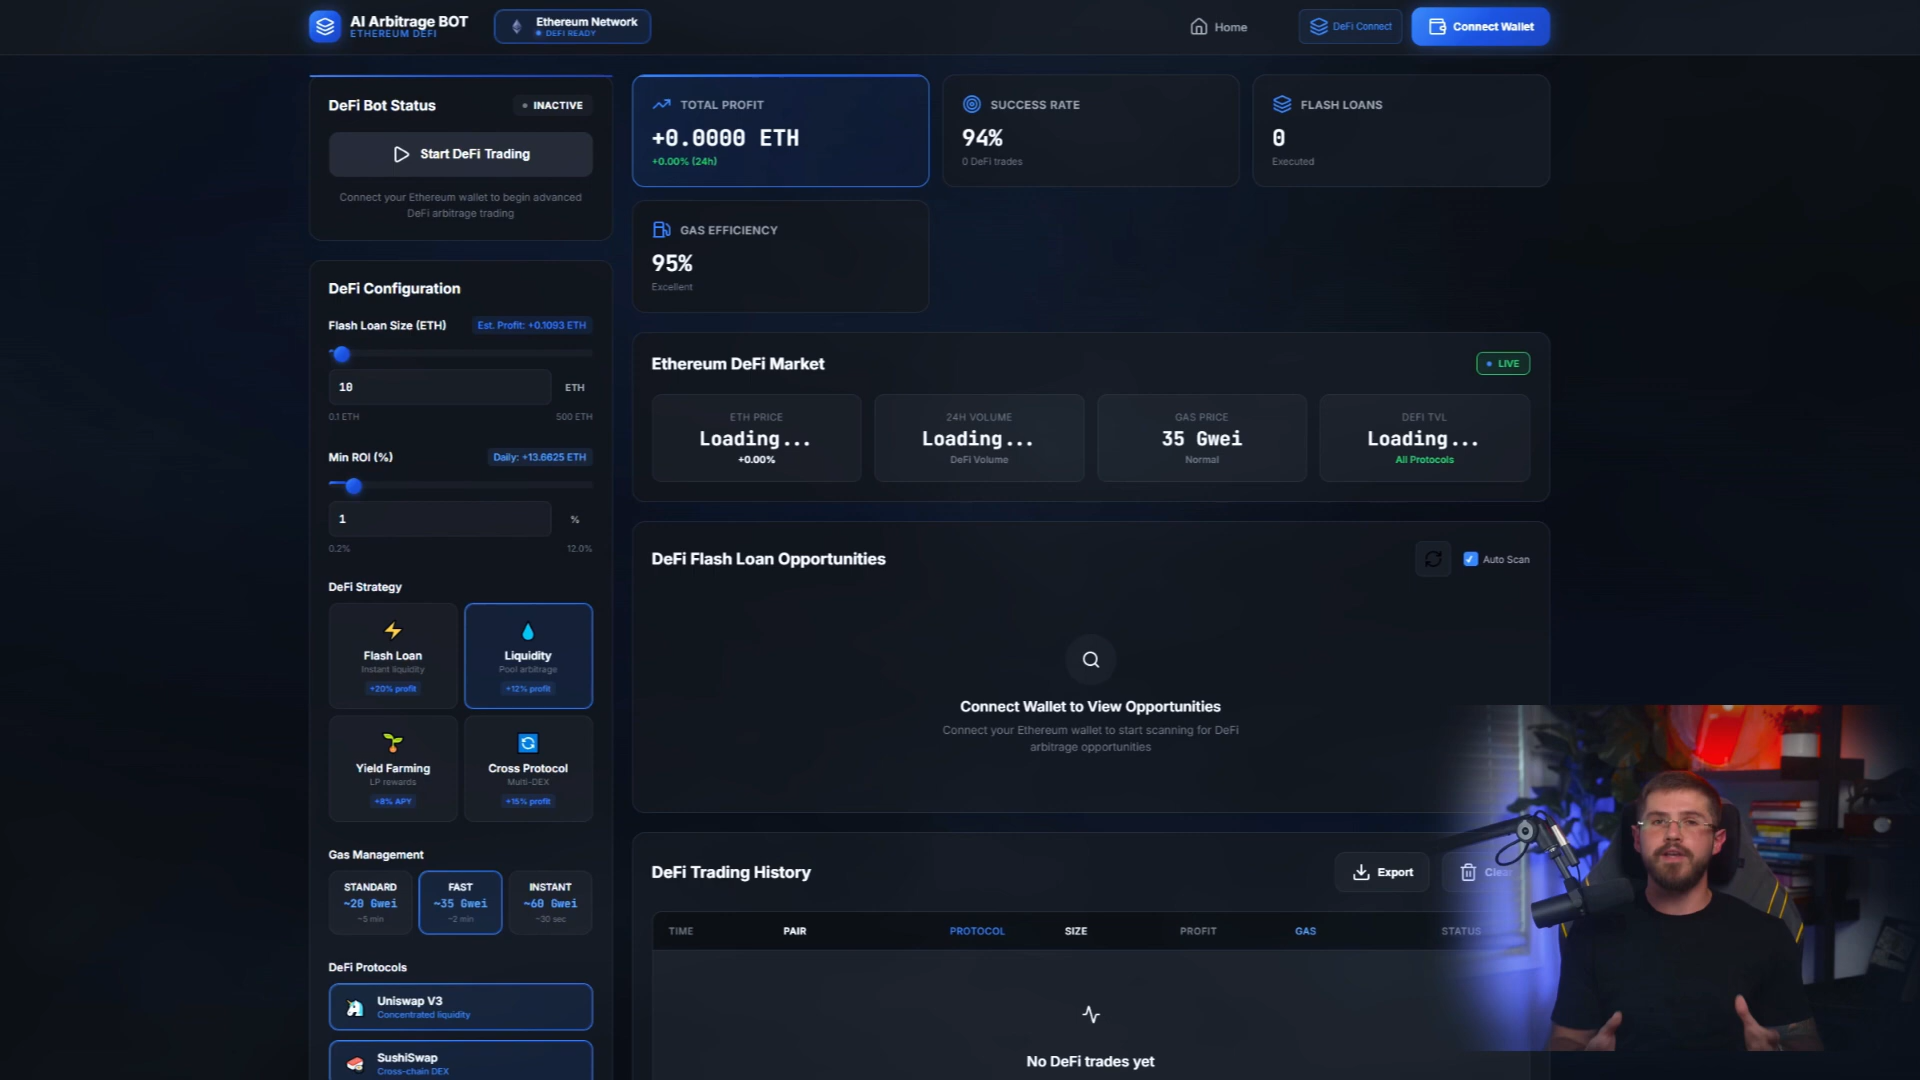 AI Arbitrage BOT
ETHEREUM DEFI
Ethereum Network
DEFI READY
Home
DeFi Connect
Connect Wallet
DeFi Bot Status
INACTIVE
Start DeFi Trading
Connect your Ethereum wallet to begin advanced
DeFi arbitrage trading
DeFi Configuration
Flash Loan Size (ETH)
Est. Profit: +0.1093 ETH
10
ETH
0.1 ETH
500 ETH
Min ROI (%)
Daily: +13.6625 ETH
1
%
0.2%
12.0%
DeFi Strategy
Flash Loan
Instant liquidity
+20% profit
Liquidity
Pool arbitrage
+12% profit
Yield Farming
LP rewards
+8% APY
Cross Protocol
Multi-DEX
+15% profit
Gas Management
STANDARD
~20 Gwei
~5 min
FAST
~35 Gwei
~2 min
INSTANT
~60 Gwei
~30 sec
DeFi Protocols
Uniswap V3
Concentrated liquidity
SushiSwap
Cross-chain DEX
TOTAL PROFIT
+0.0000 ETH
+0.00% (24h)
SUCCESS RATE
94%
0 DeFi trades
FLASH LOANS
0
Executed
GAS EFFICIENCY
95%
Excellent
Ethereum DeFi Market
LIVE
ETH PRICE
Loading...
+0.00%
24H VOLUME
Loading...
DeFi Volume
GAS PRICE
35 Gwei
Normal
DEFI TVL
Loading...
All Protocols
DeFi Flash Loan Opportunities
Auto Scan
Connect Wallet to View Opportunities
Connect your Ethereum wallet to start scanning for DeFi
arbitrage opportunities
DeFi Trading History
Export
Clear
TIME PAIR PROTOCOL SIZE PROFIT GAS STATUS
No DeFi trades yet